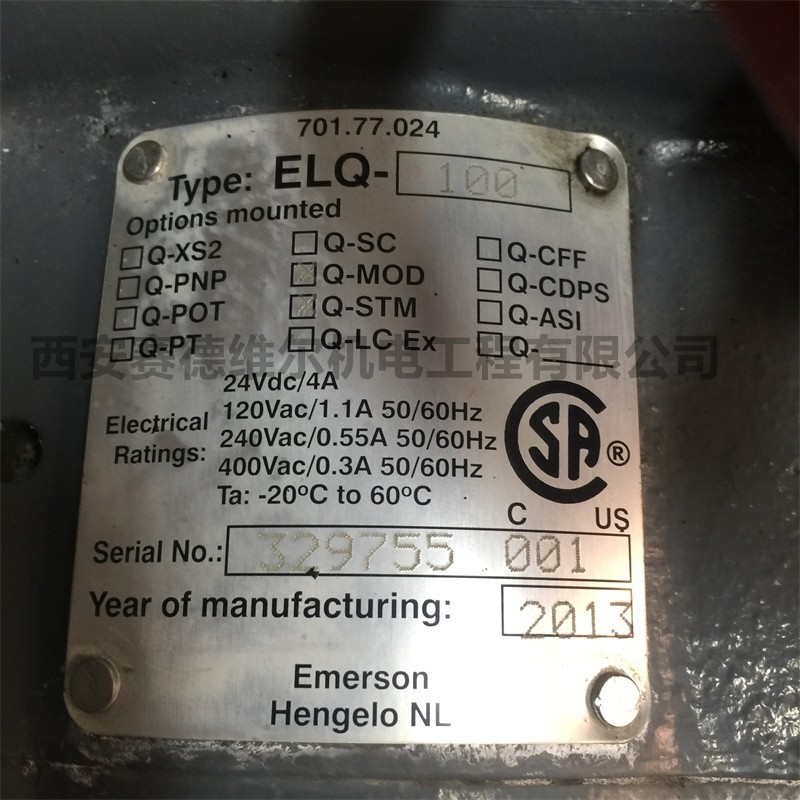 701.77.024
Type: ELQ- 100
Options mounted
Q-XS2 Q-SC Q-CFF
Q-PNP Q-MOD Q-CDPS
Q-POT Q-STM Q-ASI
Q-PT Q-LC Ex Q-
西安赛德维尔机电工程有限公司
24Vdc/4A
Electrical Ratings: 120Vac/1.1A 50/60Hz
240Vac/0.55A 50/60Hz
400Vac/0.3A 50/60Hz
Ta: -20ºC to 60ºC
CSA ®
C US
Serial No.: 329755 001
Year of manufacturing: 2013
Emerson
Hengelo NL